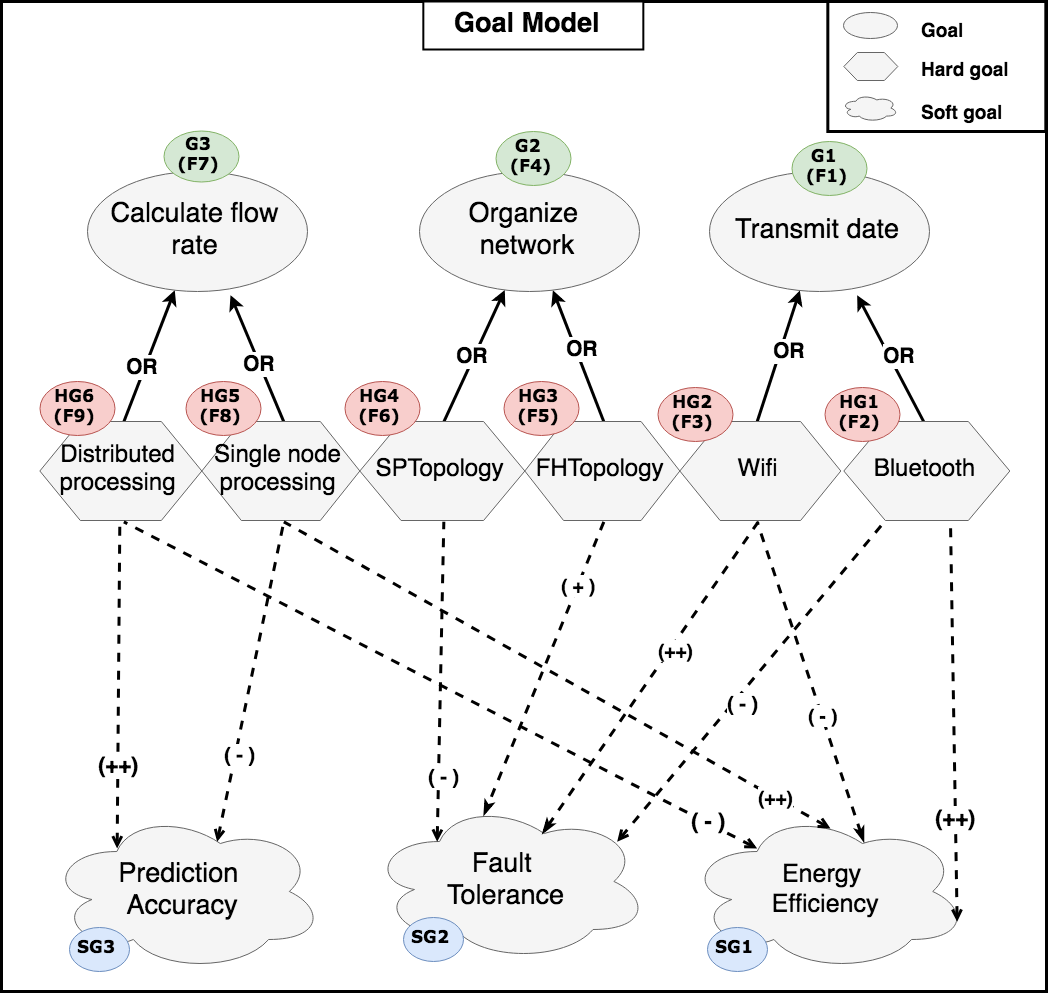 Goal Model
Goal
Hard goal
Soft goal
G3
(F7)
G2
(F4)
G1
(F1)
Calculate flow
rate
Organize
network
Transmit date
OR
OR
OR
OR
OR
OR
HG6
(F9)
HG5
(F8)
HG4
(F6)
HG3
(F5)
HG2
(F3)
HG1
(F2)
Distributed
processing
Single node
processing
SPTopology
FHTopology
Wifi
Bluetooth
( + )
(++)
( - )
( - )
( - )
(++)
( - )
(++)
( - )
(++)
Prediction
Accuracy
Fault
Tolerance
Energy
Efficiency
SG3
SG2
SG1